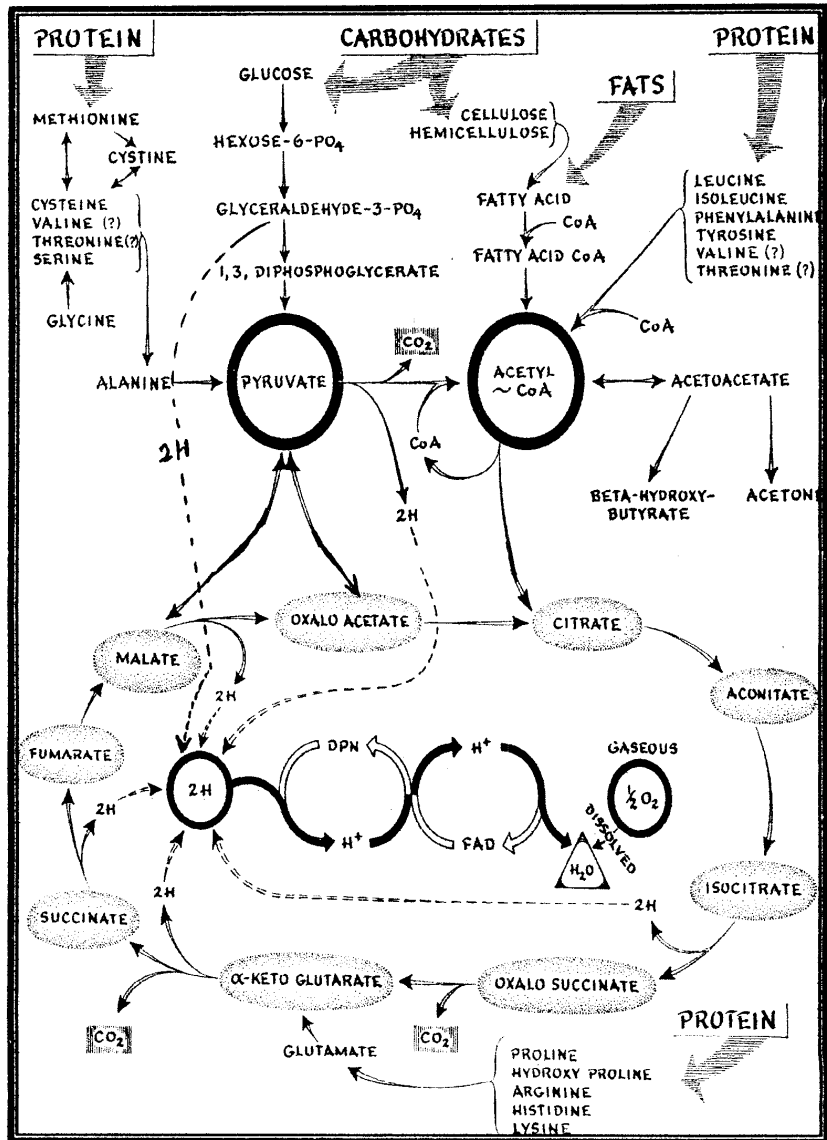 PROTEIN
CARBOHYDRATES
PROTEIN
FATS
GLUCOSE
HEXOSE-6-PO₄
GLYCERALDEHYDE-3-PO₄
1,3, DIPHOSPHOGLYCERATE
METHIONINE
CYSTINE
CYSTEINE
VALINE (?)
THREONINE(?)
SERINE
GLYCINE
CELLULOSE
HEMICELLULOSE
FATTY ACID
CoA
FATTY ACID CoA
LEUCINE
ISOLEUCINE
PHENYLALANINE
TYROSINE
VALINE (?)
THREONINE (?)
CoA
ALANINE
PYRUVATE
CO₂
ACETYL
~ CoA
ACETOACETATE
CoA
2H
2H
BETA-HYDROXY-
BUTYRATE
ACETONE
OXALO ACETATE
CITRATE
MALATE
2H
ACONITATE
FUMARATE
2H
2H
DPN
H⁺
H⁺
FAD
GASEOUS
½O₂
DISSOLVED
H₂O
ISOCITRATE
2H
2H
SUCCINATE
α-KETO GLUTARATE
OXALO SUCCINATE
CO₂
CO₂
GLUTAMATE
PROTEIN
PROLINE
HYDROXY PROLINE
ARGININE
HISTIDINE
LYSINE